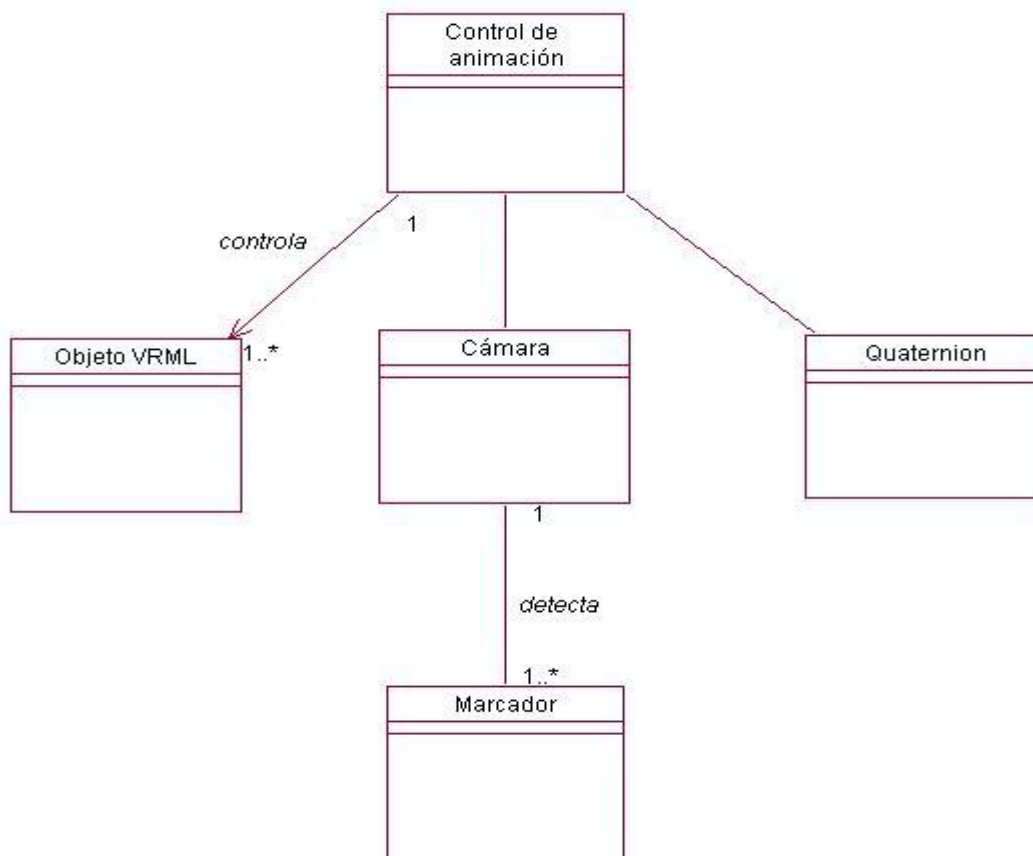 Control de
animación
1
controla
1..*
Objeto VRML
Cámara
Quaternion
1
detecta
1..*
Marcador